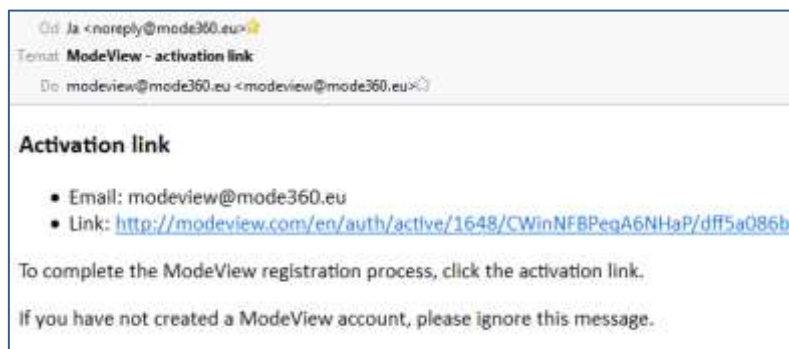 Od Ja <noreply@mode360.eu>
Temat ModeView - activation link
Do modeview@mode360.eu <modeview@mode360.eu>
Activation link
• Email: modeview@mode360.eu
• Link: http://modeview.com/en/auth/active/1648/CWinNFBPeqA6NHaP/dff5a086b
To complete the ModeView registration process, click the activation link.
If you have not created a ModeView account, please ignore this message.